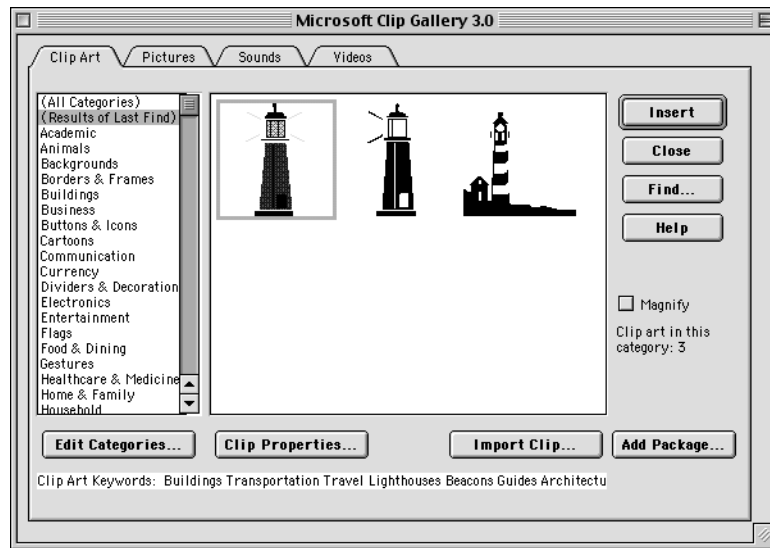 Microsoft Clip Gallery 3.0
Clip Art
Pictures
Sounds
Videos
(All Categories)
(Results of Last Find)
Academic
Animals
Backgrounds
Borders & Frames
Buildings
Business
Buttons & Icons
Cartoons
Communication
Currency
Dividers & Decoration
Electronics
Entertainment
Flags
Food & Dining
Gestures
Healthcare & Medicine
Home & Family
Household
Insert
Close
Find...
Help
Magnify
Clip art in this
category: 3
Edit Categories...
Clip Properties...
Import Clip...
Add Package...
Clip Art Keywords: Buildings Transportation Travel Lighthouses Beacons Guides Architectu